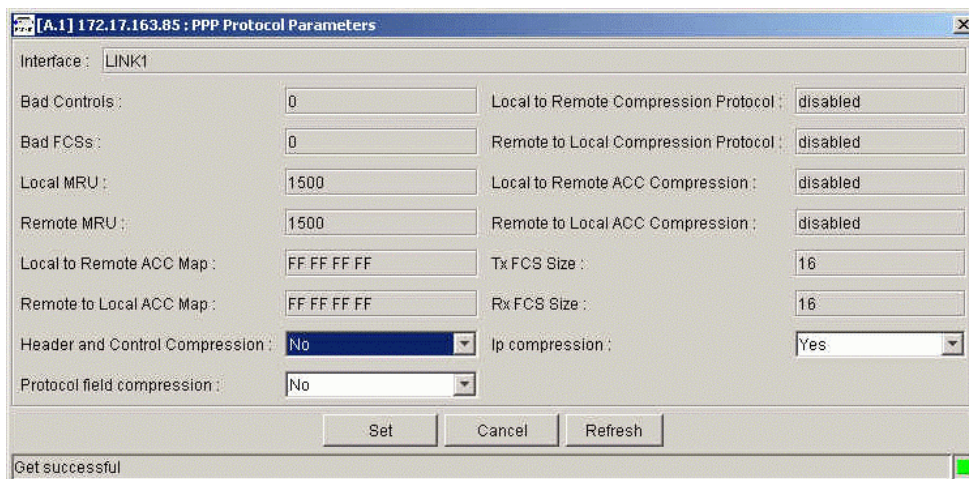 [A.1] 172.17.163.85 : PPP Protocol Parameters
Interface : LINK1
Bad Controls : 0 Local to Remote Compression Protocol : disabled
Bad FCSs : 0 Remote to Local Compression Protocol : disabled
Local MRU : 1500 Local to Remote ACC Compression : disabled
Remote MRU : 1500 Remote to Local ACC Compression : disabled
Local to Remote ACC Map : FF FF FF FF Tx FCS Size : 16
Remote to Local ACC Map : FF FF FF FF Rx FCS Size : 16
Header and Control Compression : No Ip compression : Yes
Protocol field compression : No
Set Cancel Refresh
Get successful